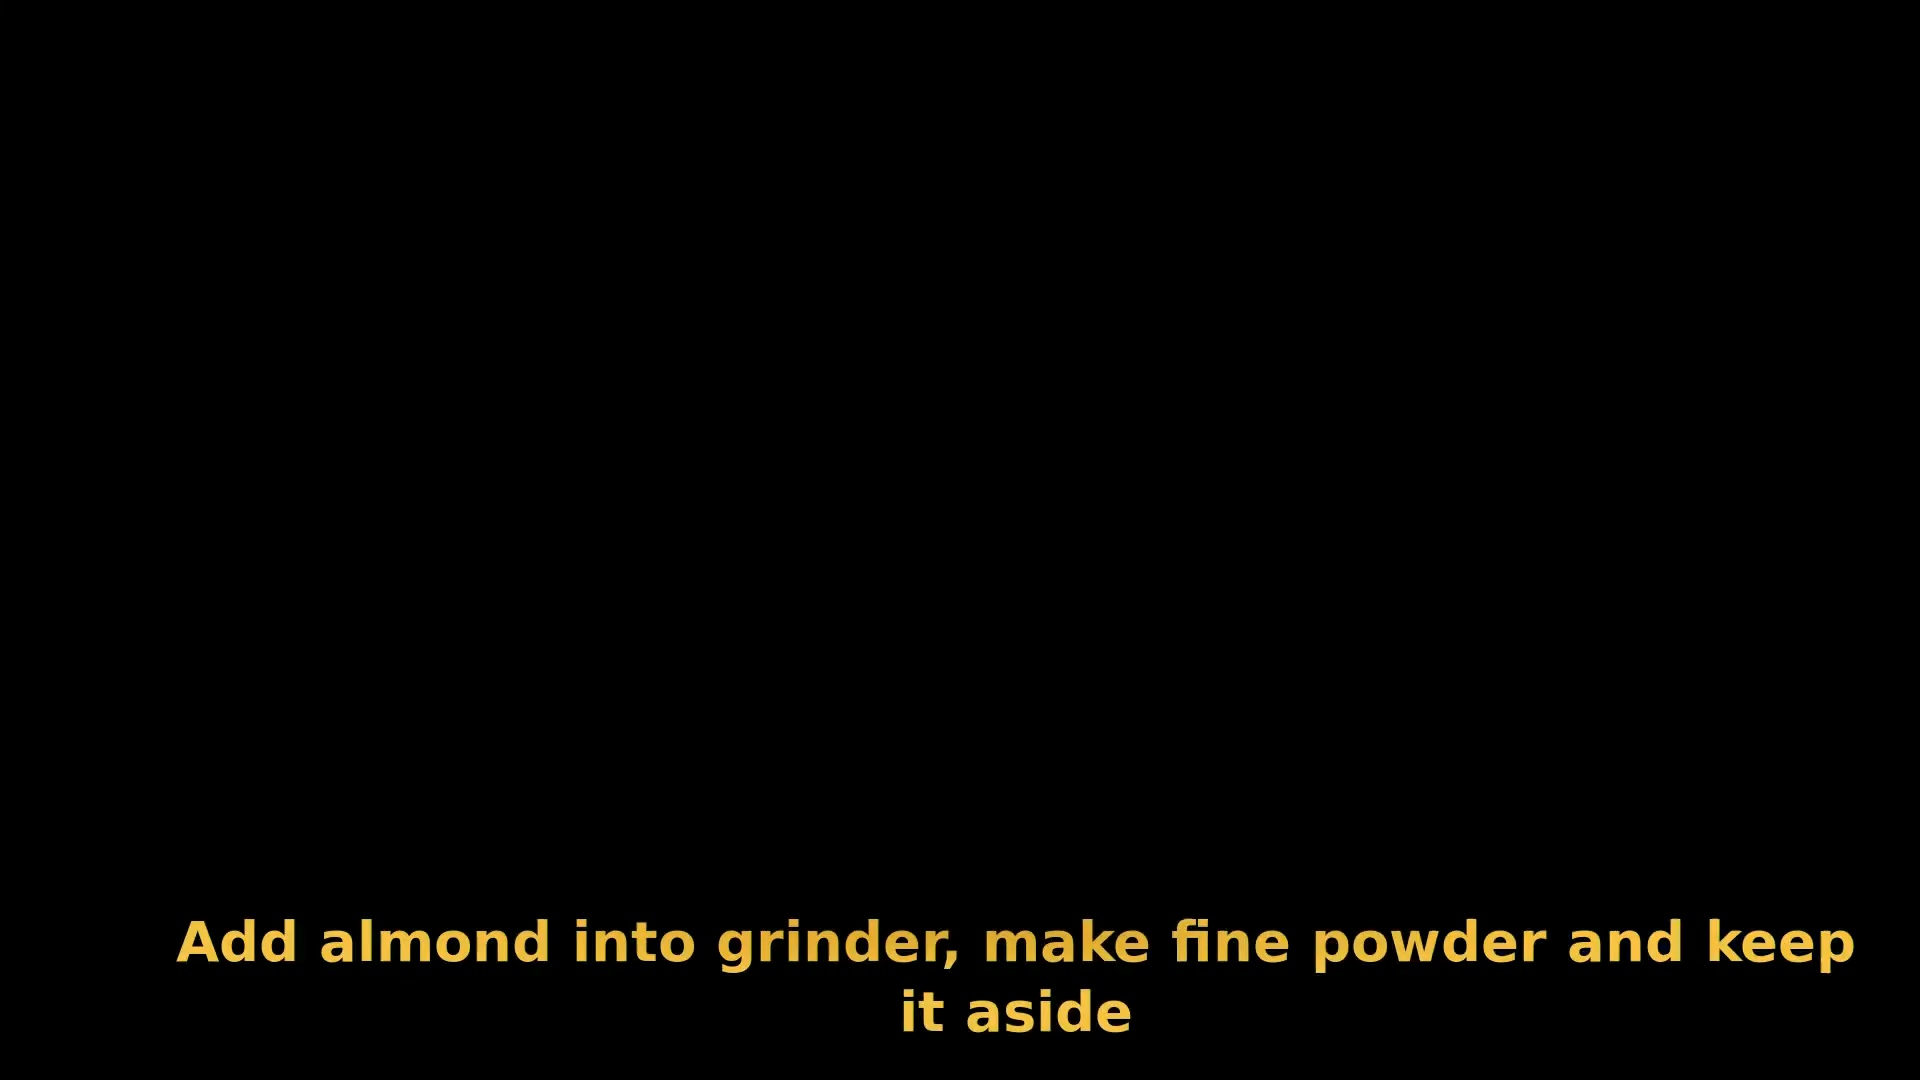 Add almond into grinder, make fine powder and keep
it aside